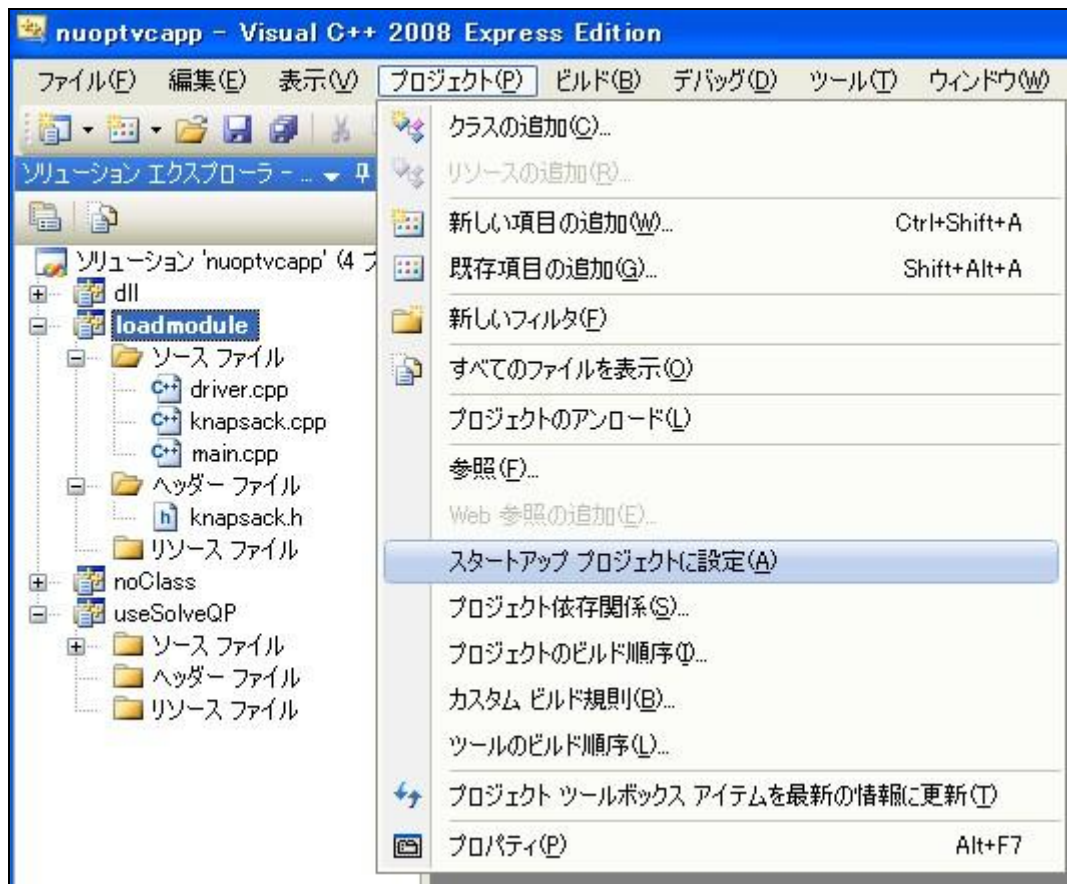 nuoptvcapp - Visual C++ 2008 Express Edition
ファイル(F) 編集(E) 表示(V) プロジェクト(P) ビルド(B) デバッグ(D) ツール(T) ウィンドウ(W)
ソリューション エクスプローラ - ...
ソリューション 'nuoptvcapp' (4 プ
dll
loadmodule
ソース ファイル
driver.cpp
knapsack.cpp
main.cpp
ヘッダー ファイル
knapsack.h
リソース ファイル
noClass
useSolveQP
ソース ファイル
ヘッダー ファイル
リソース ファイル
クラスの追加(C)...
リソースの追加(R)...
新しい項目の追加(W)... Ctrl+Shift+A
既存項目の追加(G)... Shift+Alt+A
新しいフィルタ(F)
すべてのファイルを表示(O)
プロジェクトのアンロード(L)
参照(F)...
Web 参照の追加(E)...
スタートアップ プロジェクトに設定(A)
プロジェクト依存関係(S)...
プロジェクトのビルド順序(I)...
カスタム ビルド規則(B)...
ツールのビルド順序(L)...
プロジェクト ツールボックス アイテムを最新の情報に更新(T)
プロパティ(P) Alt+F7